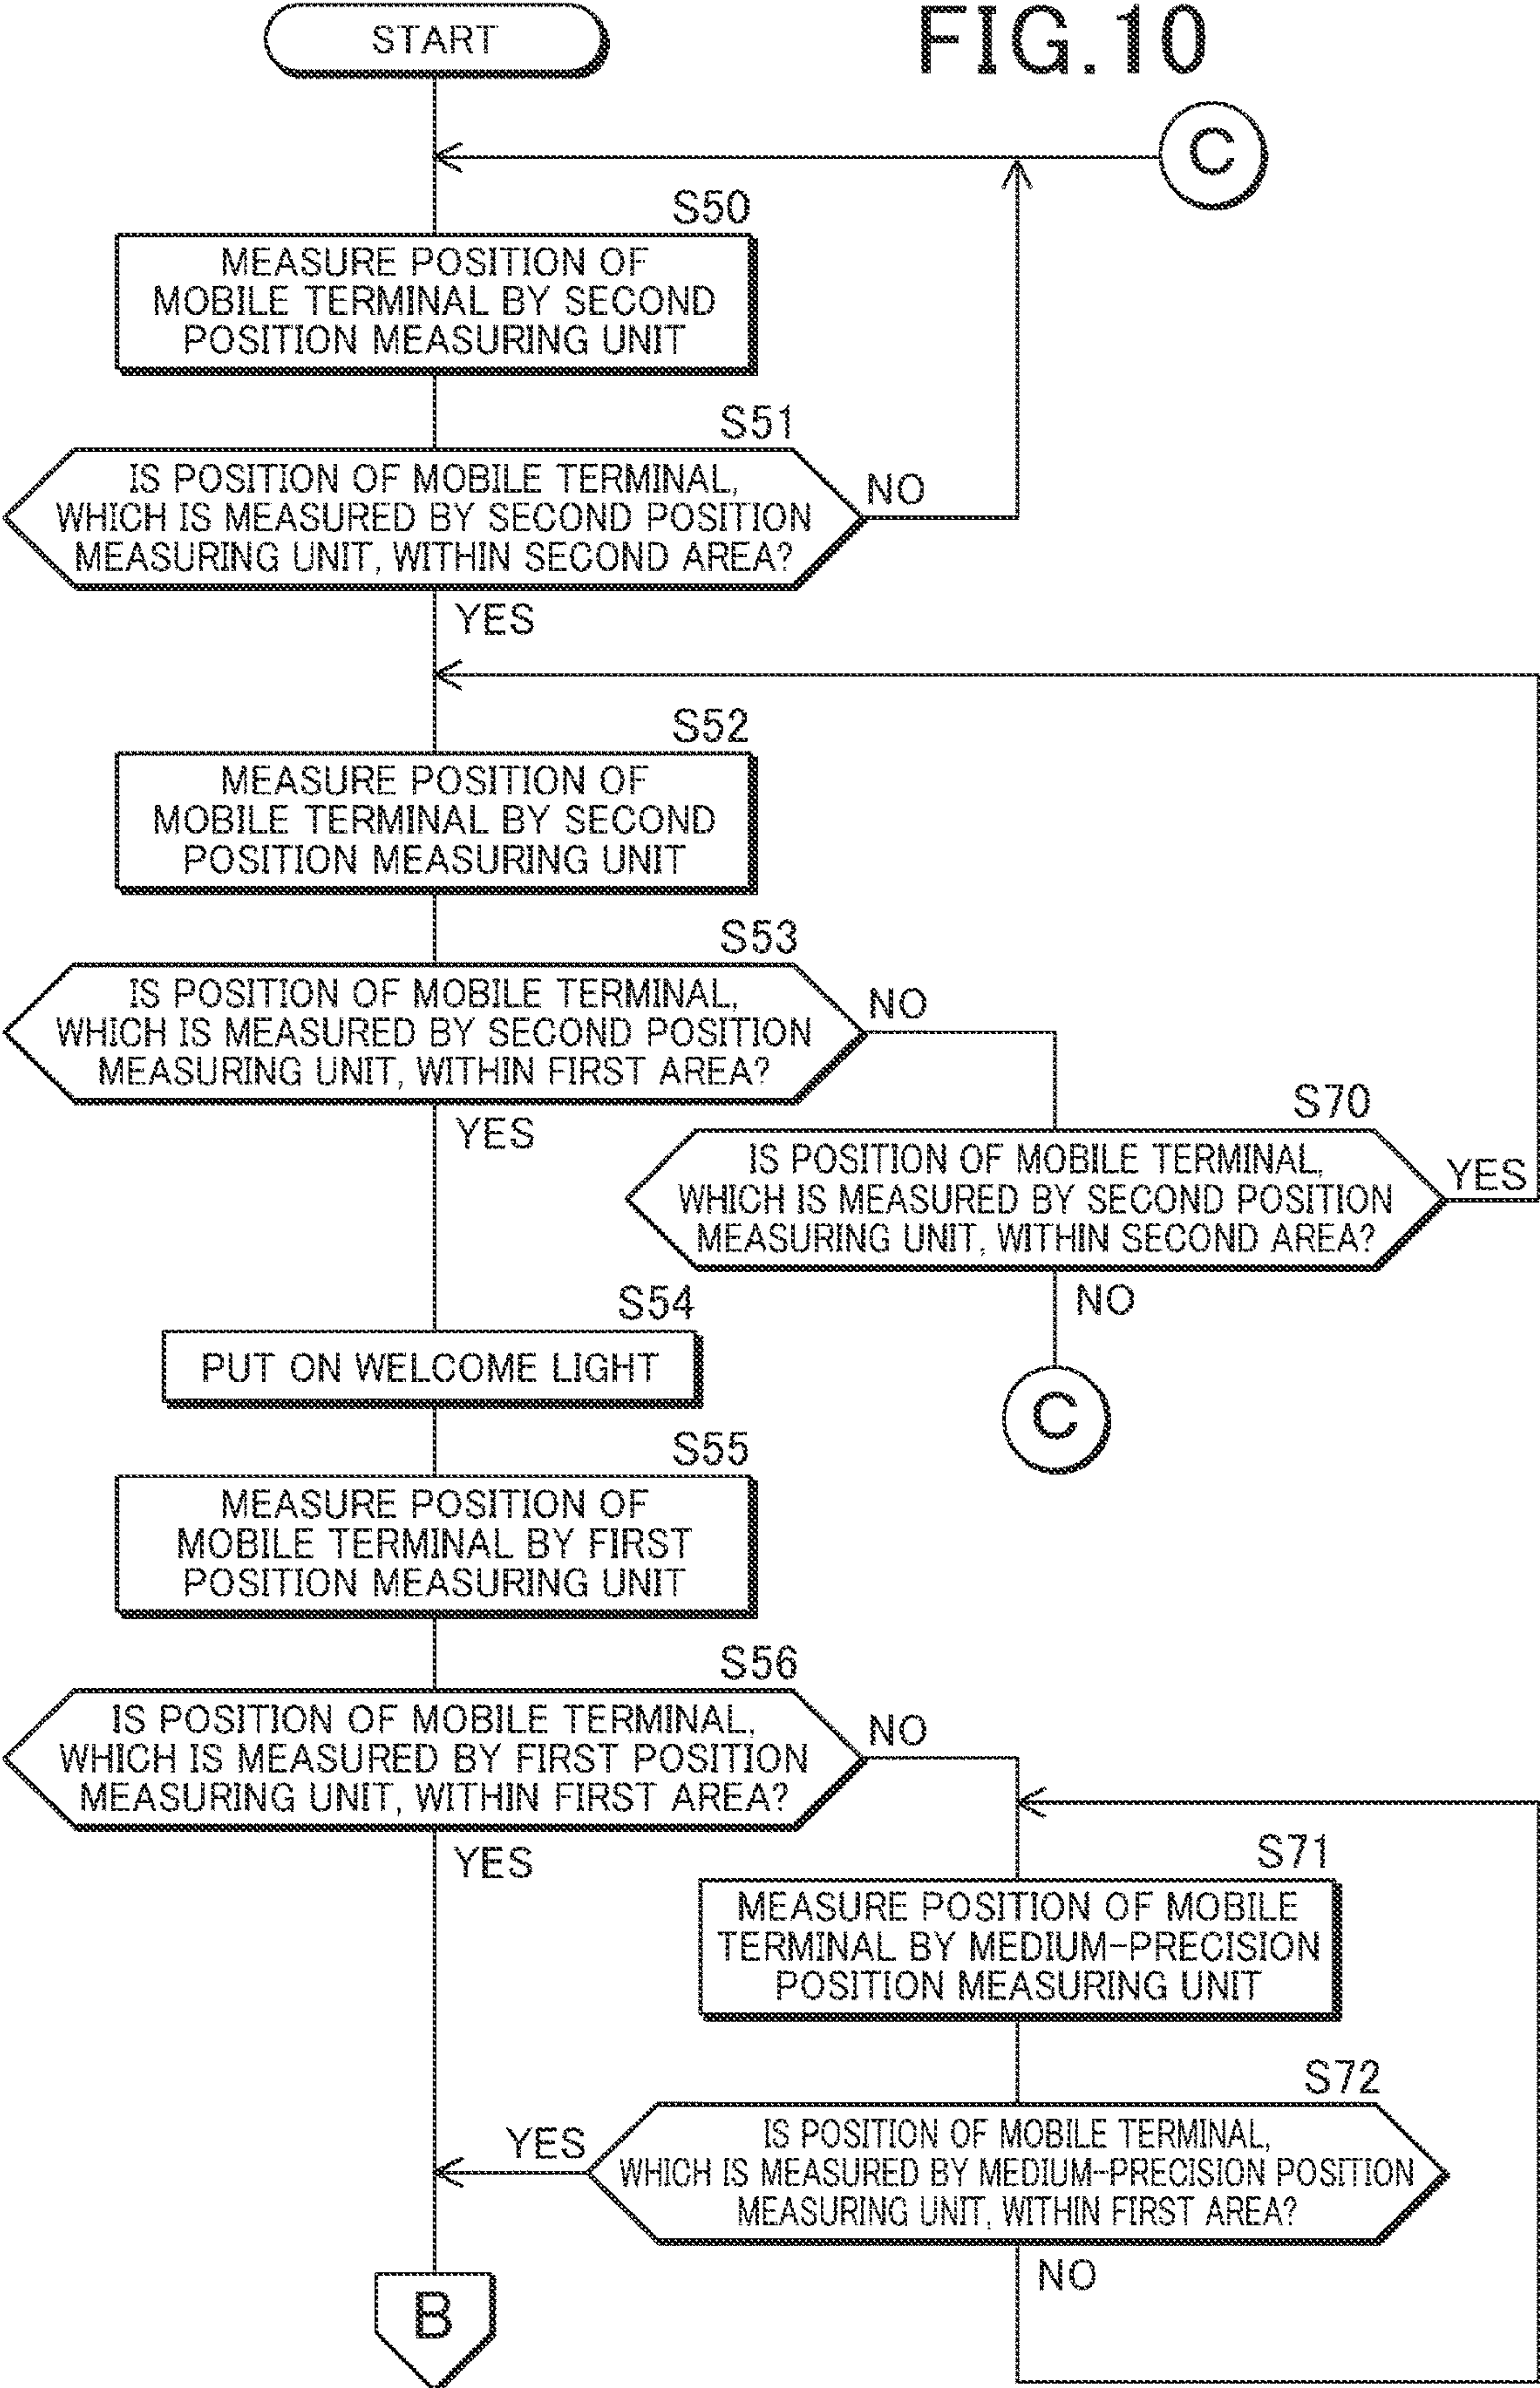 START
FIG.10
C
S50
MEASURE POSITION OF
MOBILE TERMINAL BY SECOND
POSITION MEASURING UNIT
S51
IS POSITION OF MOBILE TERMINAL,
WHICH IS MEASURED BY SECOND POSITION
MEASURING UNIT, WITHIN SECOND AREA?
NO
YES
S52
MEASURE POSITION OF
MOBILE TERMINAL BY SECOND
POSITION MEASURING UNIT
S53
IS POSITION OF MOBILE TERMINAL,
WHICH IS MEASURED BY SECOND POSITION
MEASURING UNIT, WITHIN FIRST AREA?
NO
YES
S70
IS POSITION OF MOBILE TERMINAL,
WHICH IS MEASURED BY SECOND POSITION
MEASURING UNIT, WITHIN SECOND AREA?
YES
NO
C
S54
PUT ON WELCOME LIGHT
S55
MEASURE POSITION OF
MOBILE TERMINAL BY FIRST
POSITION MEASURING UNIT
S56
IS POSITION OF MOBILE TERMINAL,
WHICH IS MEASURED BY FIRST POSITION
MEASURING UNIT, WITHIN FIRST AREA?
NO
YES
S71
MEASURE POSITION OF MOBILE
TERMINAL BY MEDIUM-PRECISION
POSITION MEASURING UNIT
S72
IS POSITION OF MOBILE TERMINAL,
WHICH IS MEASURED BY MEDIUM-PRECISION POSITION
MEASURING UNIT, WITHIN FIRST AREA?
YES
NO
B